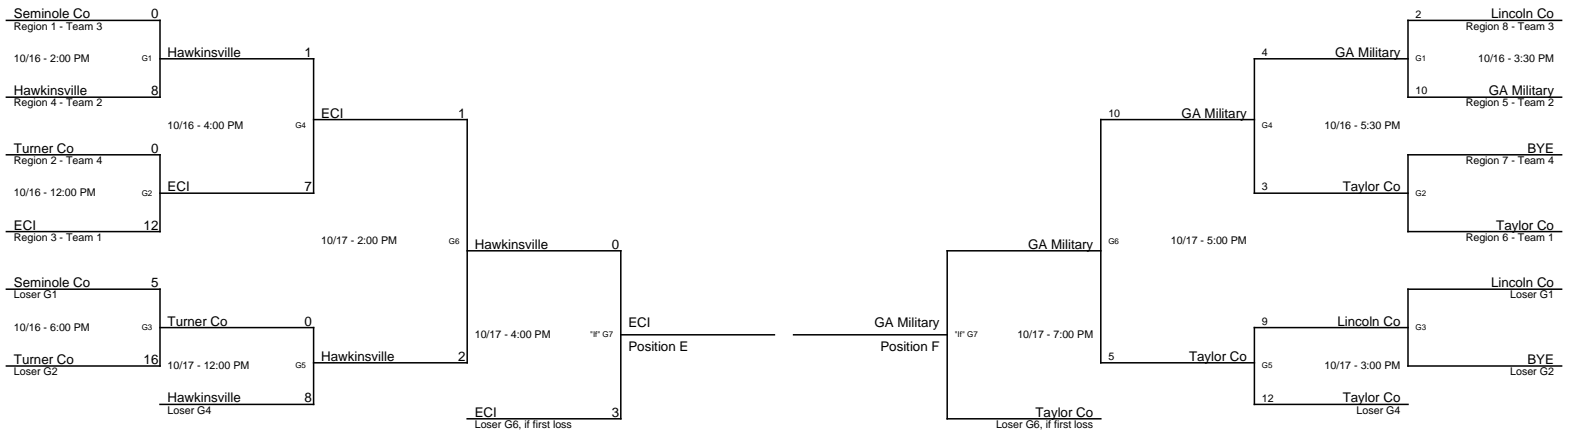 Seminole Co 0
Region 1 - Team 3
10/16 - 2:00 PM G1
Hawkinsville 1
Hawkinsville 8
Region 4 - Team 2
10/16 - 4:00 PM G4
ECI 1
Turner Co 0
Region 2 - Team 4
10/16 - 12:00 PM G2
ECI 7
ECI 12
Region 3 - Team 1
10/17 - 2:00 PM G6
Hawkinsville 0
Seminole Co 5
Loser G1
10/16 - 6:00 PM G3
Turner Co 0
Turner Co 16
Loser G2
10/17 - 12:00 PM G5
Hawkinsville 2
Hawkinsville 8
Loser G4
10/17 - 4:00 PM "If" G7
ECI
Position E
ECI 3
Loser G6, if first loss
2 Lincoln Co
Region 8 - Team 3
4 GA Military
G1 10/16 - 3:30 PM
10 GA Military
Region 5 - Team 2
10 GA Military
G4 10/16 - 5:30 PM
BYE
Region 7 - Team 4
3 Taylor Co
G2
Taylor Co
Region 6 - Team 1
GA Military
G6 10/17 - 5:00 PM
Lincoln Co
Loser G1
9 Lincoln Co
G3
BYE
Loser G2
5 Taylor Co
G5 10/17 - 3:00 PM
12 Taylor Co
Loser G4
GA Military
Position F
"If" G7 10/17 - 7:00 PM
Taylor Co
Loser G6, if first loss